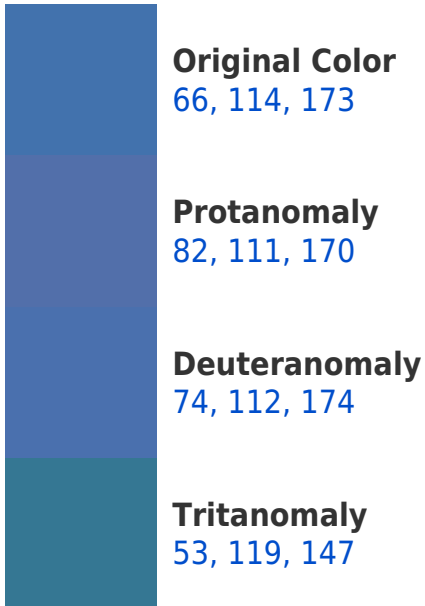 Original Color
66, 114, 173
Protanomaly
82, 111, 170
Deuteranomaly
74, 112, 174
Tritanomaly
53, 119, 147